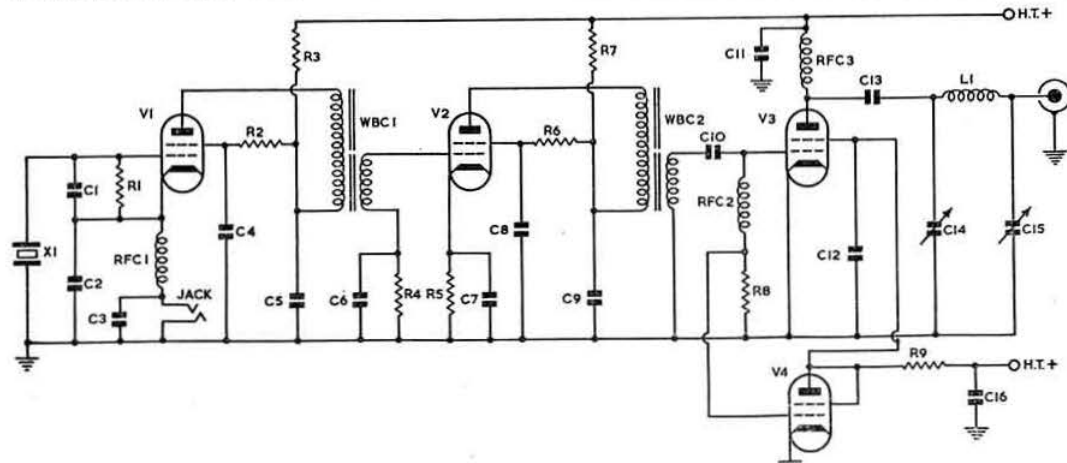 H.T.+
R3
R7
C11
RFC3
C13
L1
V1
WBC1
V2
WBC2
C10
V3
R2
R6
C1
R1
RFC2
X1
C4
C8
C14
C15
RFC1
C12
C2
JACK
R8
C3
C5
C6
R4
R5
C7
C9
V4
R9
H.T.+
C16